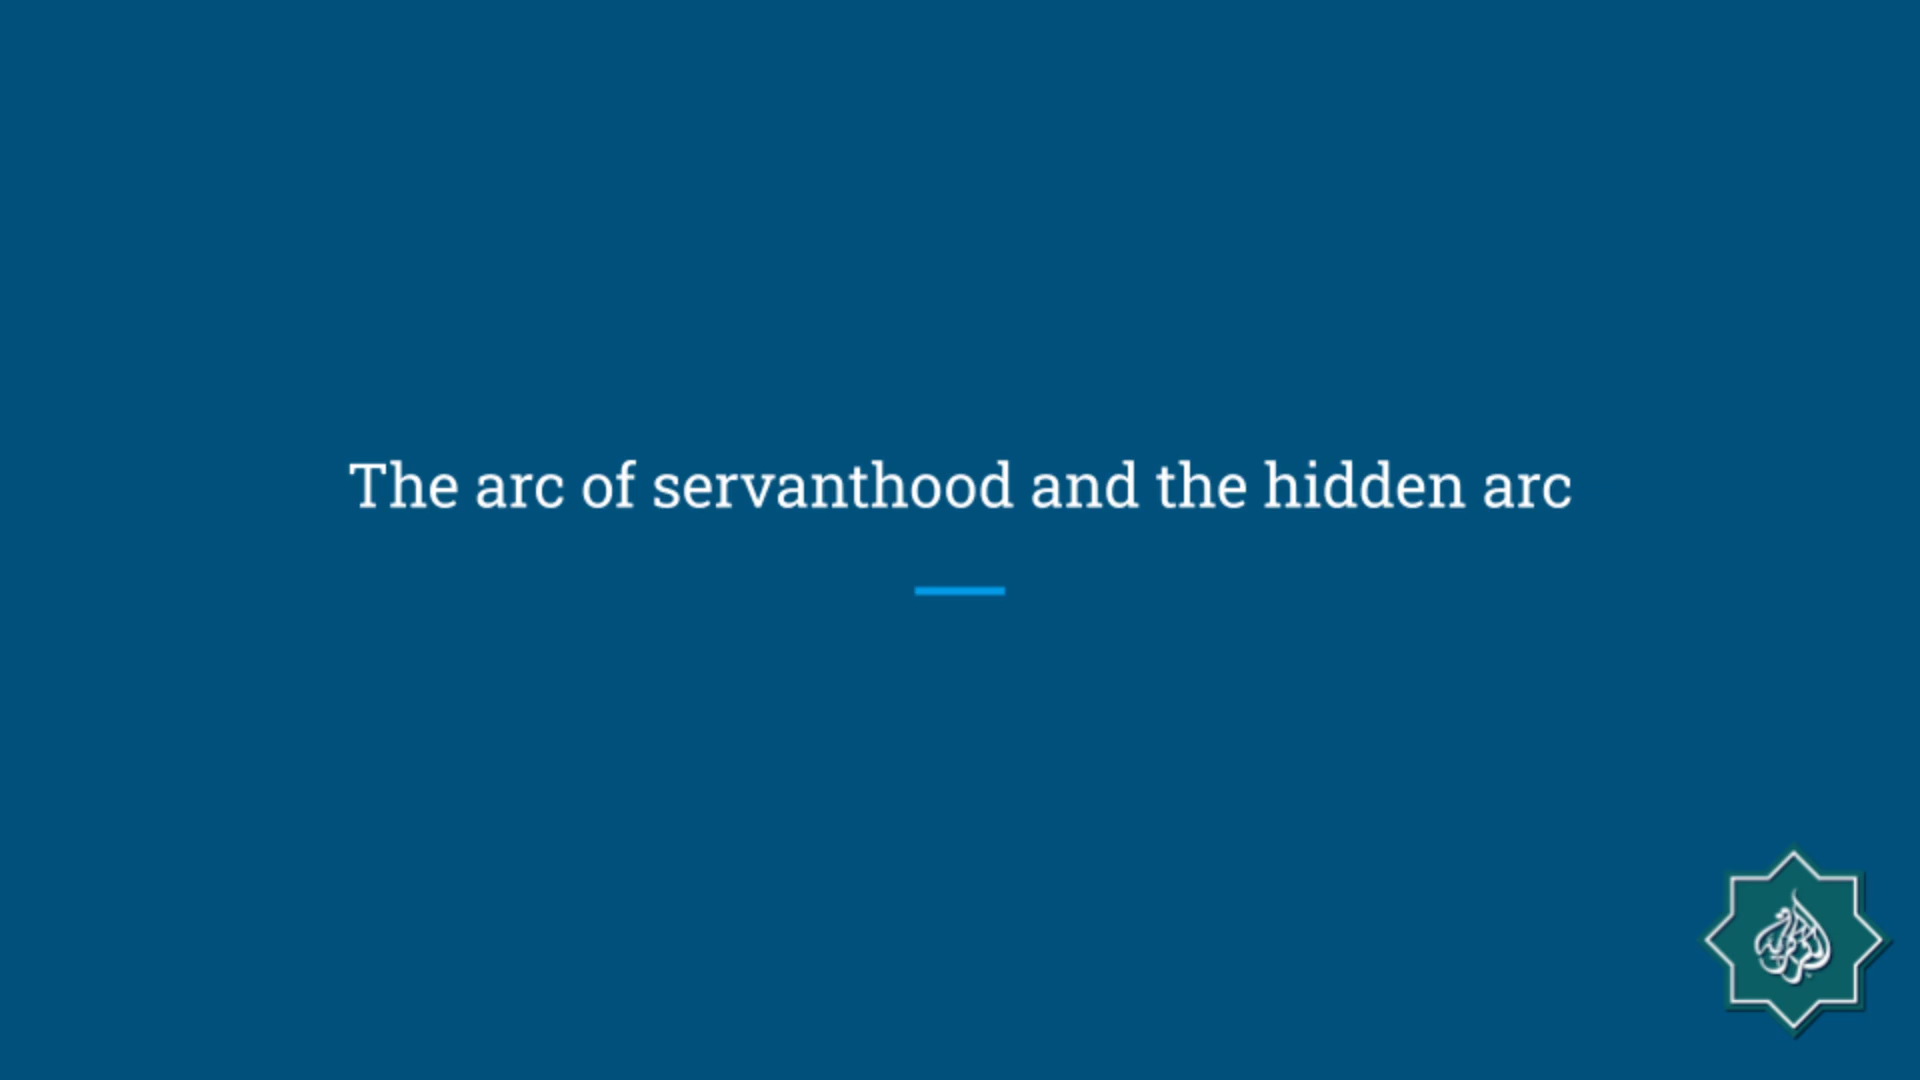 The arc of servanthood and the hidden arc